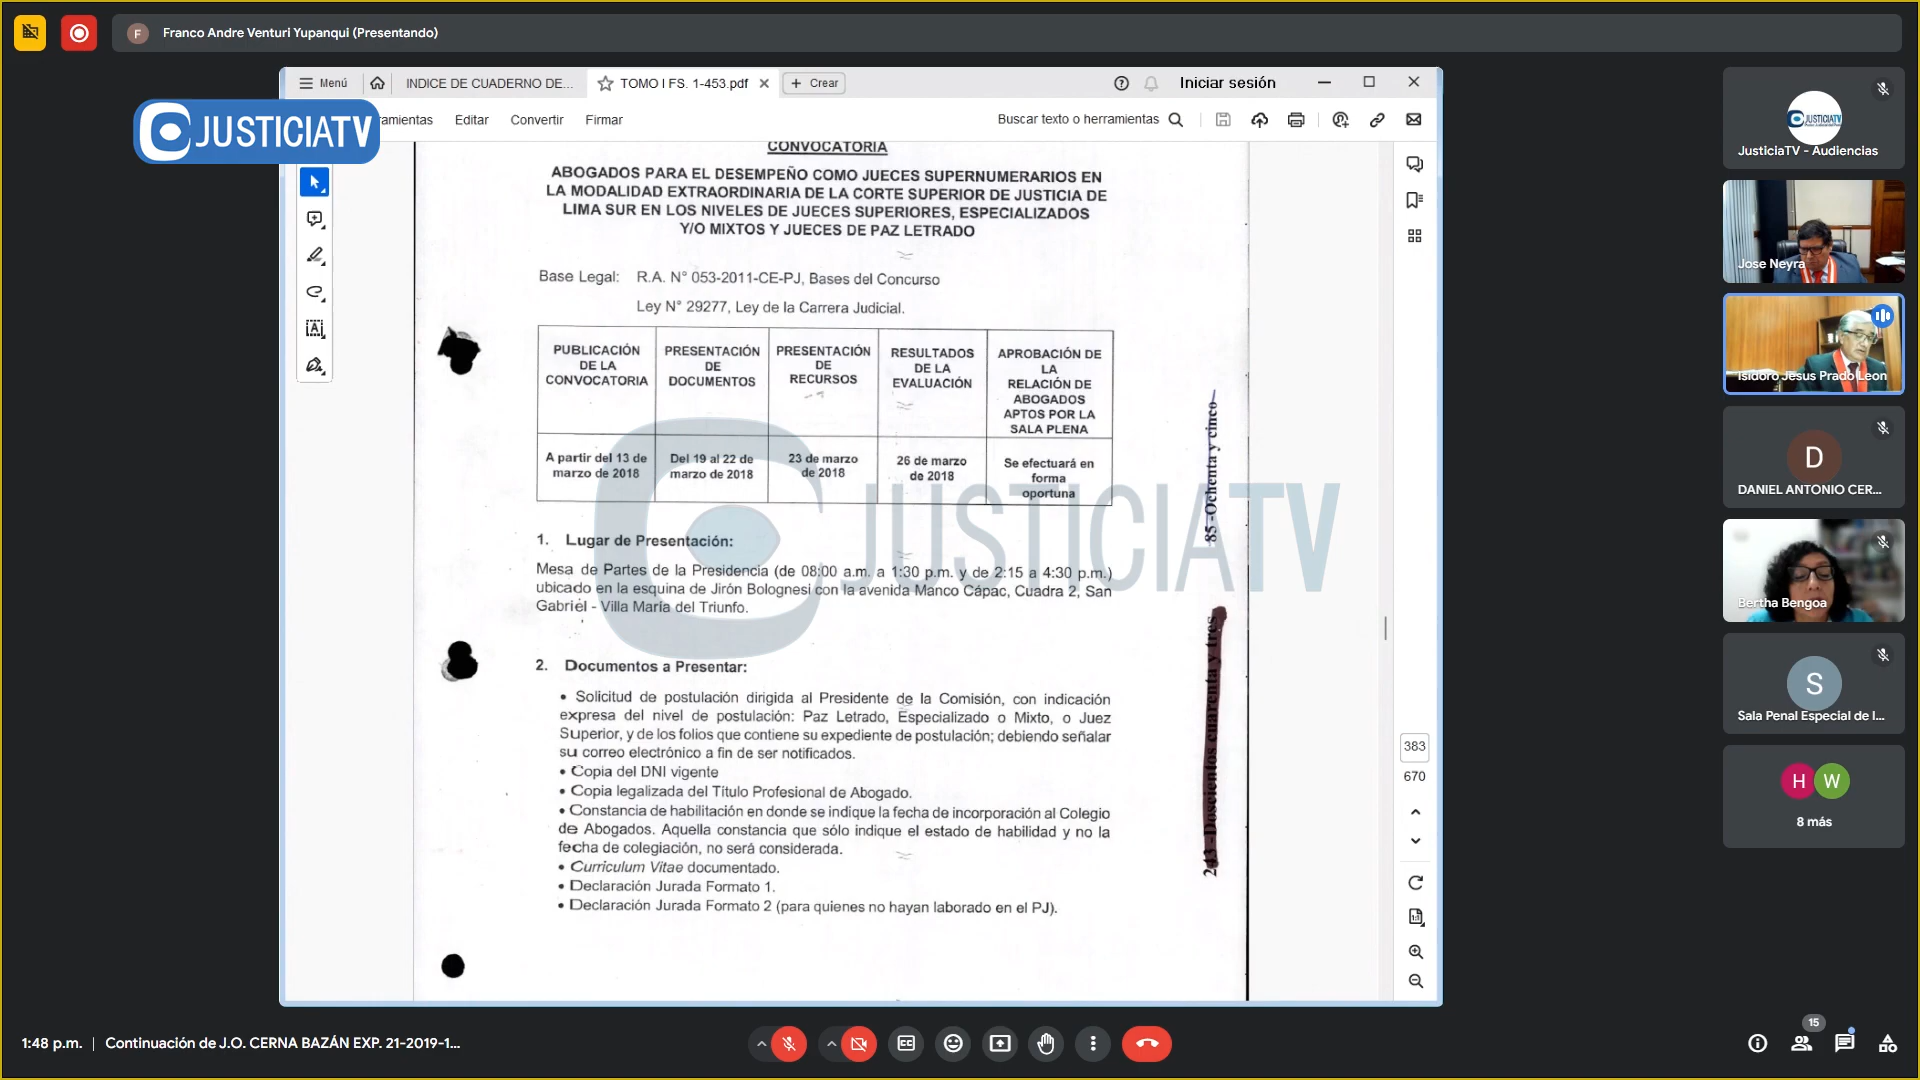 Franco Andre Venturi Yupanqui (Presentando)
Menú
INDICE DE CUADERNO DE...
TOMO I FS. 1-453.pdf
Crear
Iniciar sesión
ramientas
Editar
Convertir
Firmar
Buscar texto o herramientas
JUSTICIATV
CONVOCATORIA
ABOGADOS PARA EL DESEMPEÑO COMO JUECES SUPERNUMERARIOS EN
LA MODALIDAD EXTRAORDINARIA DE LA CORTE SUPERIOR DE JUSTICIA DE
LIMA SUR EN LOS NIVELES DE JUECES SUPERIORES, ESPECIALIZADOS
Y/O MIXTOS Y JUECES DE PAZ LETRADO
Base Legal: R.A. N° 053-2011-CE-PJ, Bases del Concurso
Ley N° 29277, Ley de la Carrera Judicial.
PUBLICACIÓN
DE LA
CONVOCATORIA
PRESENTACIÓN
DE
DOCUMENTOS
PRESENTACIÓN
DE
RECURSOS
RESULTADOS
DE LA
EVALUACIÓN
APROBACIÓN DE
LA
RELACIÓN DE
ABOGADOS
APTOS POR LA
SALA PLENA
A partir del 13 de
marzo de 2018
Del 19 al 22 de
marzo de 2018
23 de marzo
de 2018
26 de marzo
de 2018
Se efectuará en
forma
oportuna
1. Lugar de Presentación:
Mesa de Partes de la Presidencia (de 08:00 a.m. a 1:30 p.m. y de 2:15 a 4:30 p.m.)
ubicado en la esquina de Jirón Bolognesi con la avenida Manco Cápac, Cuadra 2, San
Gabriel - Villa María del Triunfo.
2. Documentos a Presentar:
• Solicitud de postulación dirigida al Presidente de la Comisión, con indicación
expresa del nivel de postulación: Paz Letrado, Especializado o Mixto, o Juez
Superior, y de los folios que contiene su expediente de postulación; debiendo señalar
su correo electrónico a fin de ser notificados.
• Copia del DNI vigente
• Copia legalizada del Título Profesional de Abogado.
• Constancia de habilitación en donde se indique la fecha de incorporación al Colegio
de Abogados. Aquella constancia que sólo indique el estado de habilidad y no la
fecha de colegiación, no será considerada.
• Curriculum Vitae documentado.
• Declaración Jurada Formato 1.
• Declaración Jurada Formato 2 (para quienes no hayan laborado en el PJ).
85 -Ochenta y cinco
243 -Doscientos cuarenta y tres
JUSTICIATV
383
670
JUSTICIATV
JusticiaTV - Audiencias
Jose Neyra
Isidoro Jesus Prado Leon
D
DANIEL ANTONIO CER...
Bertha Bengoa
S
Sala Penal Especial de l...
H W
8 más
1:48 p.m. | Continuación de J.O. CERNA BAZÁN EXP. 21-2019-1...
15